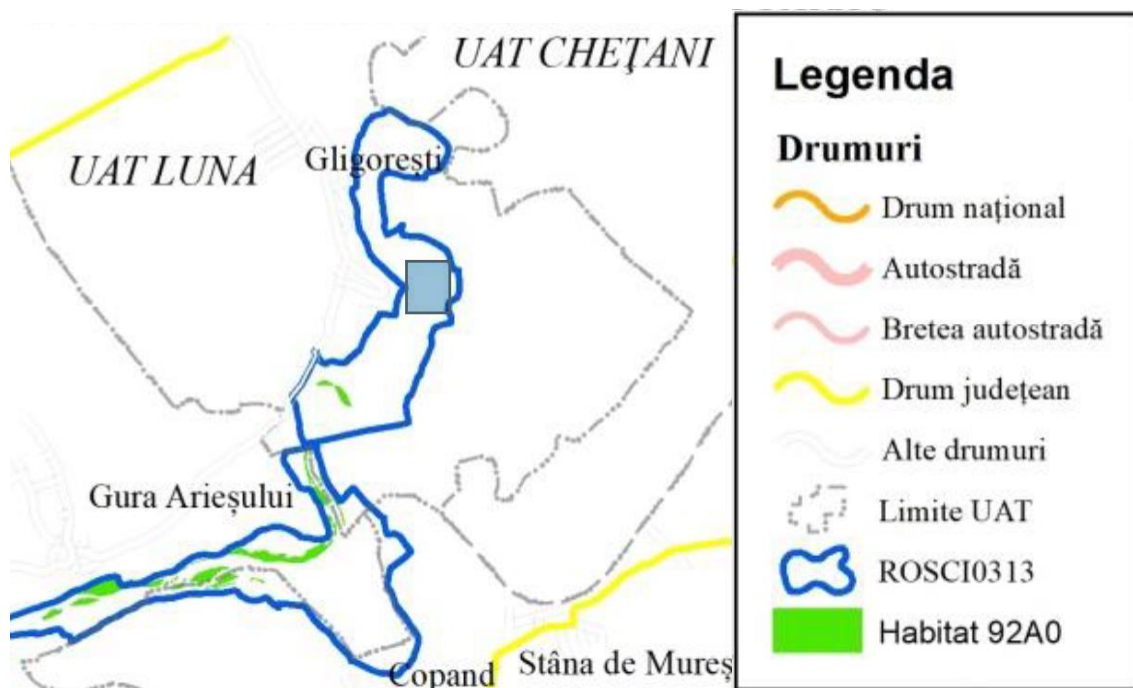 UAT CHEŢANI
Gligorești
UAT LUNA
Gura Arieșului
Copand
Stâna de Mureș
Legenda
Drumuri
Drum național
Autostradă
Bretea autostradă
Drum județean
Alte drumuri
Limite UAT
ROSCI0313
Habitat 92A0